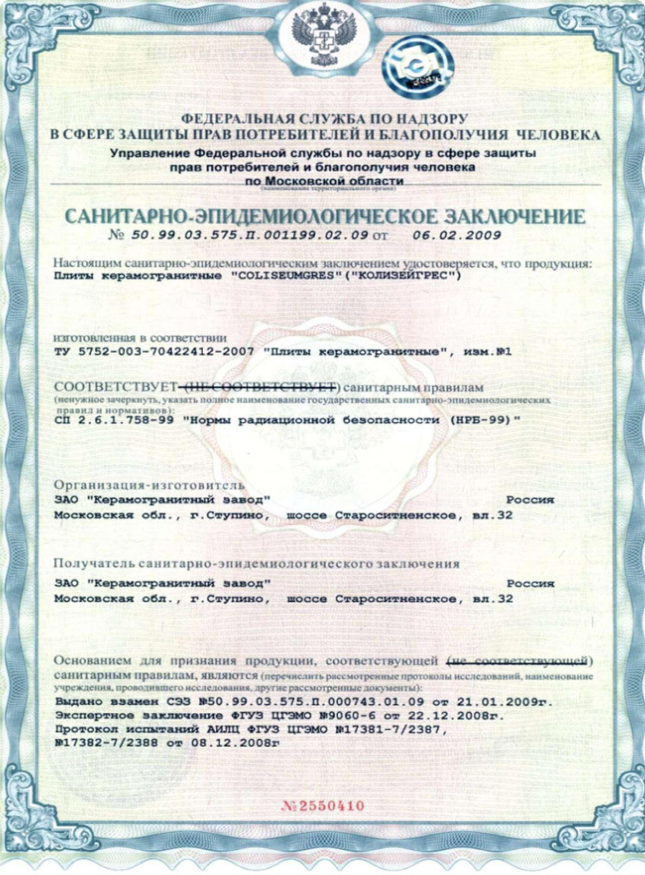 ФЕДЕРАЛЬНАЯ СЛУЖБА ПО НАДЗОРУ
В СФЕРЕ ЗАЩИТЫ ПРАВ ПОТРЕБИТЕЛЕЙ И БЛАГОПОЛУЧИЯ ЧЕЛОВЕКА
Управление Федеральной службы по надзору в сфере защиты
прав потребителей и благополучия человека
по Московской области
(наименование территориального органа)
САНИТАРНО-ЭПИДЕМИОЛОГИЧЕСКОЕ ЗАКЛЮЧЕНИЕ
№ 50.99.03.575.П.001199.02.09 от 06.02.2009
Настоящим санитарно-эпидемиологическим заключением удостоверяется, что продукция:
Плиты керамогранитные "COLISEUMGRES"("КОЛИЗЕЙГРЕС")
изготовленная в соответствии
ТУ 5752-003-70422412-2007 "Плиты керамогранитные", изм.№1
СООТВЕТСТВУЕТ (НЕ СООТВЕТСТВУЕТ) санитарным правилам
(ненужное зачеркнуть, указать полное наименование государственных санитарно-эпидемиологических
правил и нормативов):
СП 2.6.1.758-99 "Нормы радиационной безопасности (НРБ-99)"
Организация-изготовитель
ЗАО "Керамогранитный завод" Россия
Московская обл., г.Ступино, шоссе Староситненское, вл.32
Получатель санитарно-эпидемиологического заключения
ЗАО "Керамогранитный завод" Россия
Московская обл., г.Ступино, шоссе Староситненское, вл.32
Основанием для признания продукции, соответствующей (не соответствующей)
санитарным правилам, являются (перечислить рассмотренные протоколы исследований, наименование
учреждения, проводившего исследования, другие рассмотренные документы):
Выдано взамен СЭЗ №50.99.03.575.П.000743.01.09 от 21.01.2009г.
Экспертное заключение ФГУЗ ЦГЭМО №9060-6 от 22.12.2008г.
Протокол испытаний АИЛЦ ФГУЗ ЦГЭМО №17381-7/2387,
№17382-7/2388 от 08.12.2008г
№2550410